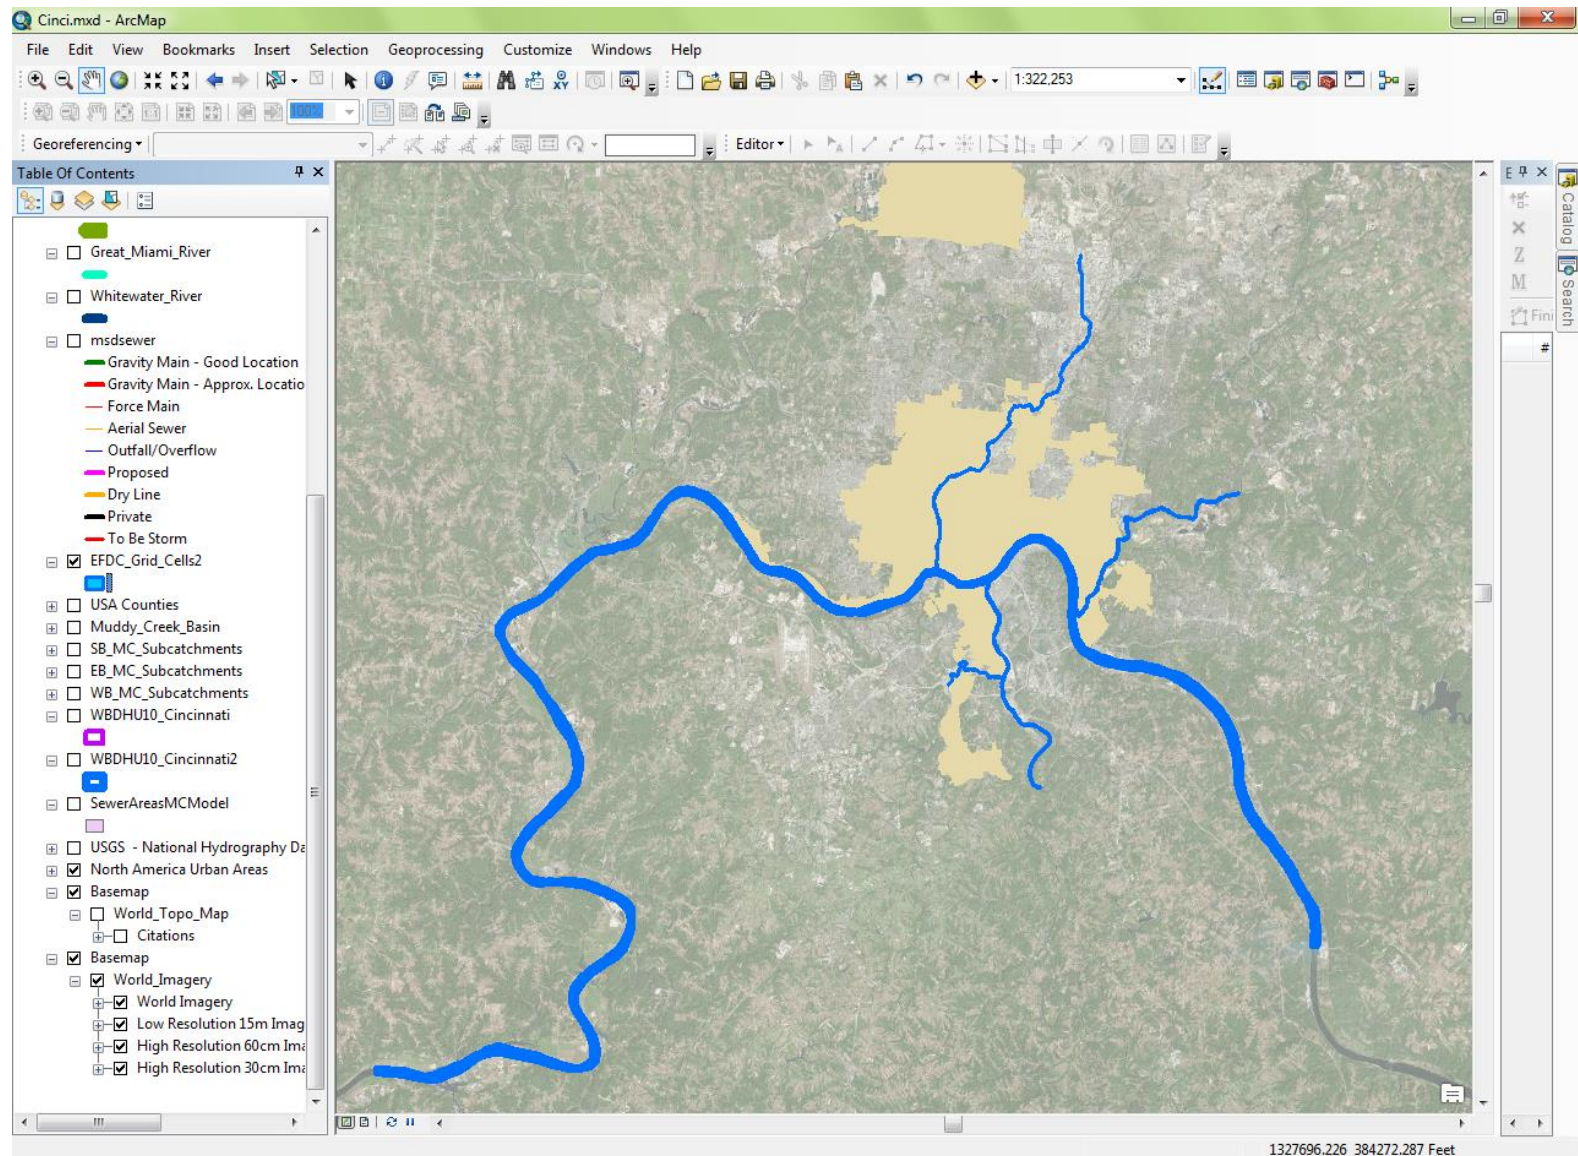 Cinci.mxd - ArcMap
File Edit View Bookmarks Insert Selection Geoprocessing Customize Windows Help
1:322,253
100%
Georeferencing
Editor
Table Of Contents
Great_Miami_River
Whitewater_River
msdsewer
Gravity Main - Good Location
Gravity Main - Approx. Locatio
Force Main
Aerial Sewer
Outfall/Overflow
Proposed
Dry Line
Private
To Be Storm
EFDC_Grid_Cells2
USA Counties
Muddy_Creek_Basin
SB_MC_Subcatchments
EB_MC_Subcatchments
WB_MC_Subcatchments
WBDHU10_Cincinnati
WBDHU10_Cincinnati2
SewerAreasMCModel
USGS - National Hydrography Da
North America Urban Areas
Basemap
World_Topo_Map
Citations
Basemap
World_Imagery
World Imagery
Low Resolution 15m Imag
High Resolution 60cm Ima
High Resolution 30cm Ima
E
Z
M
Fini
#
Catalog
Search
1327696.226 384272.287 Feet